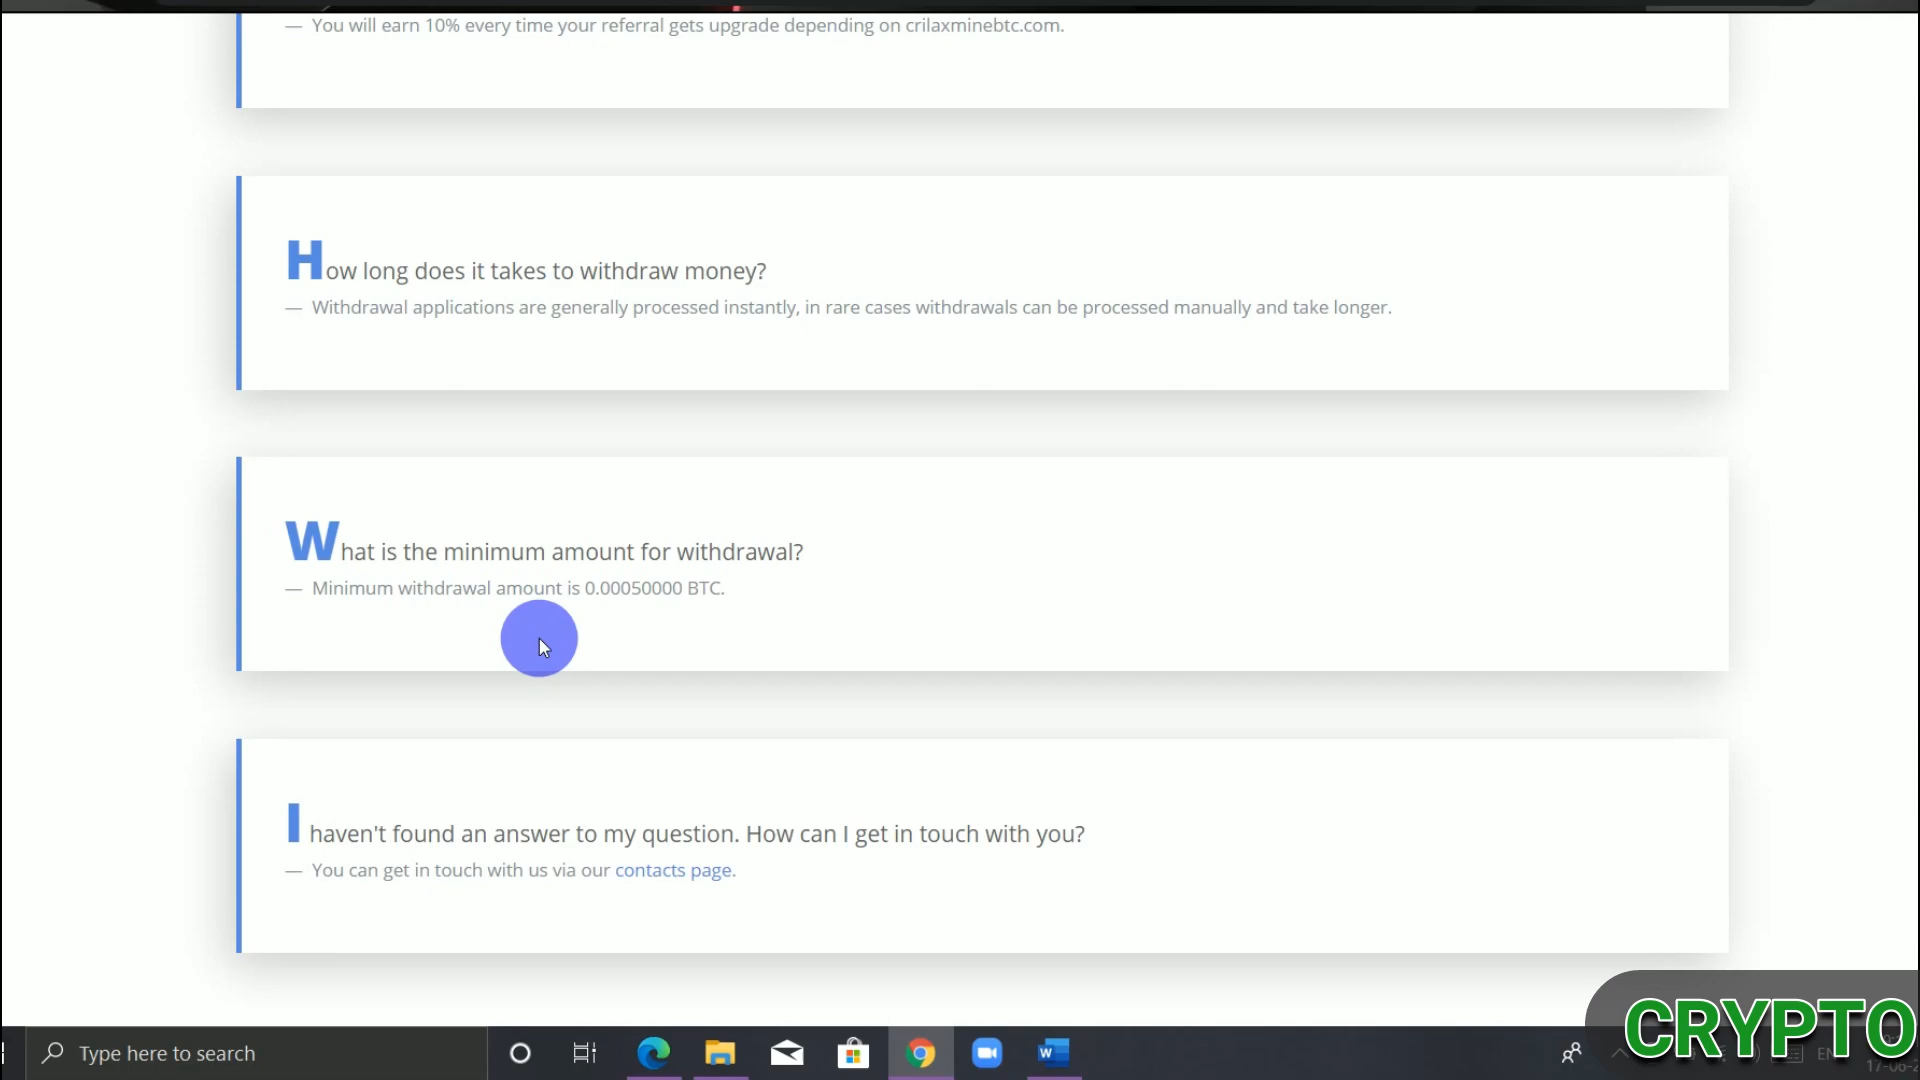 — You will earn 10% every time your referral gets upgrade depending on crilaxminebtc.com.
How long does it takes to withdraw money?
— Withdrawal applications are generally processed instantly, in rare cases withdrawals can be processed manually and take longer.
What is the minimum amount for withdrawal?
— Minimum withdrawal amount is 0.00050000 BTC.
I haven't found an answer to my question. How can I get in touch with you?
— You can get in touch with us via our contacts page.
Type here to search
CRYPTO